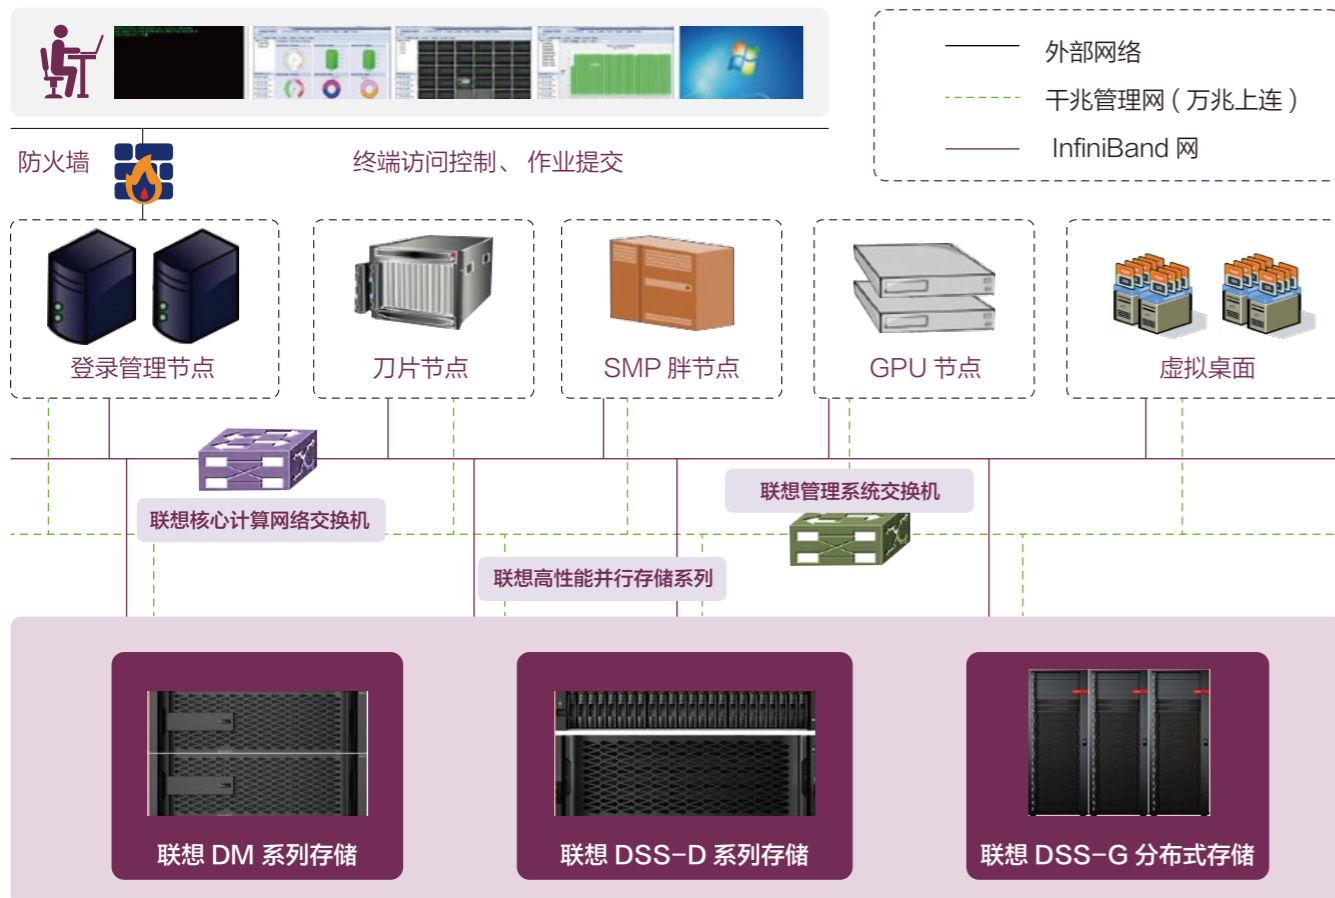 外部网络
干兆管理网 ( 万兆上连 )
InfiniBand 网
防火墙
终端访问控制、 作业提交
登录管理节点
刀片节点
SMP 胖节点
GPU 节点
虚拟桌面
联想核心计算网络交换机
联想管理系统交换机
联想高性能并行存储系列
联想 DM 系列存储
联想 DSS-D 系列存储
联想 DSS-G 分布式存储